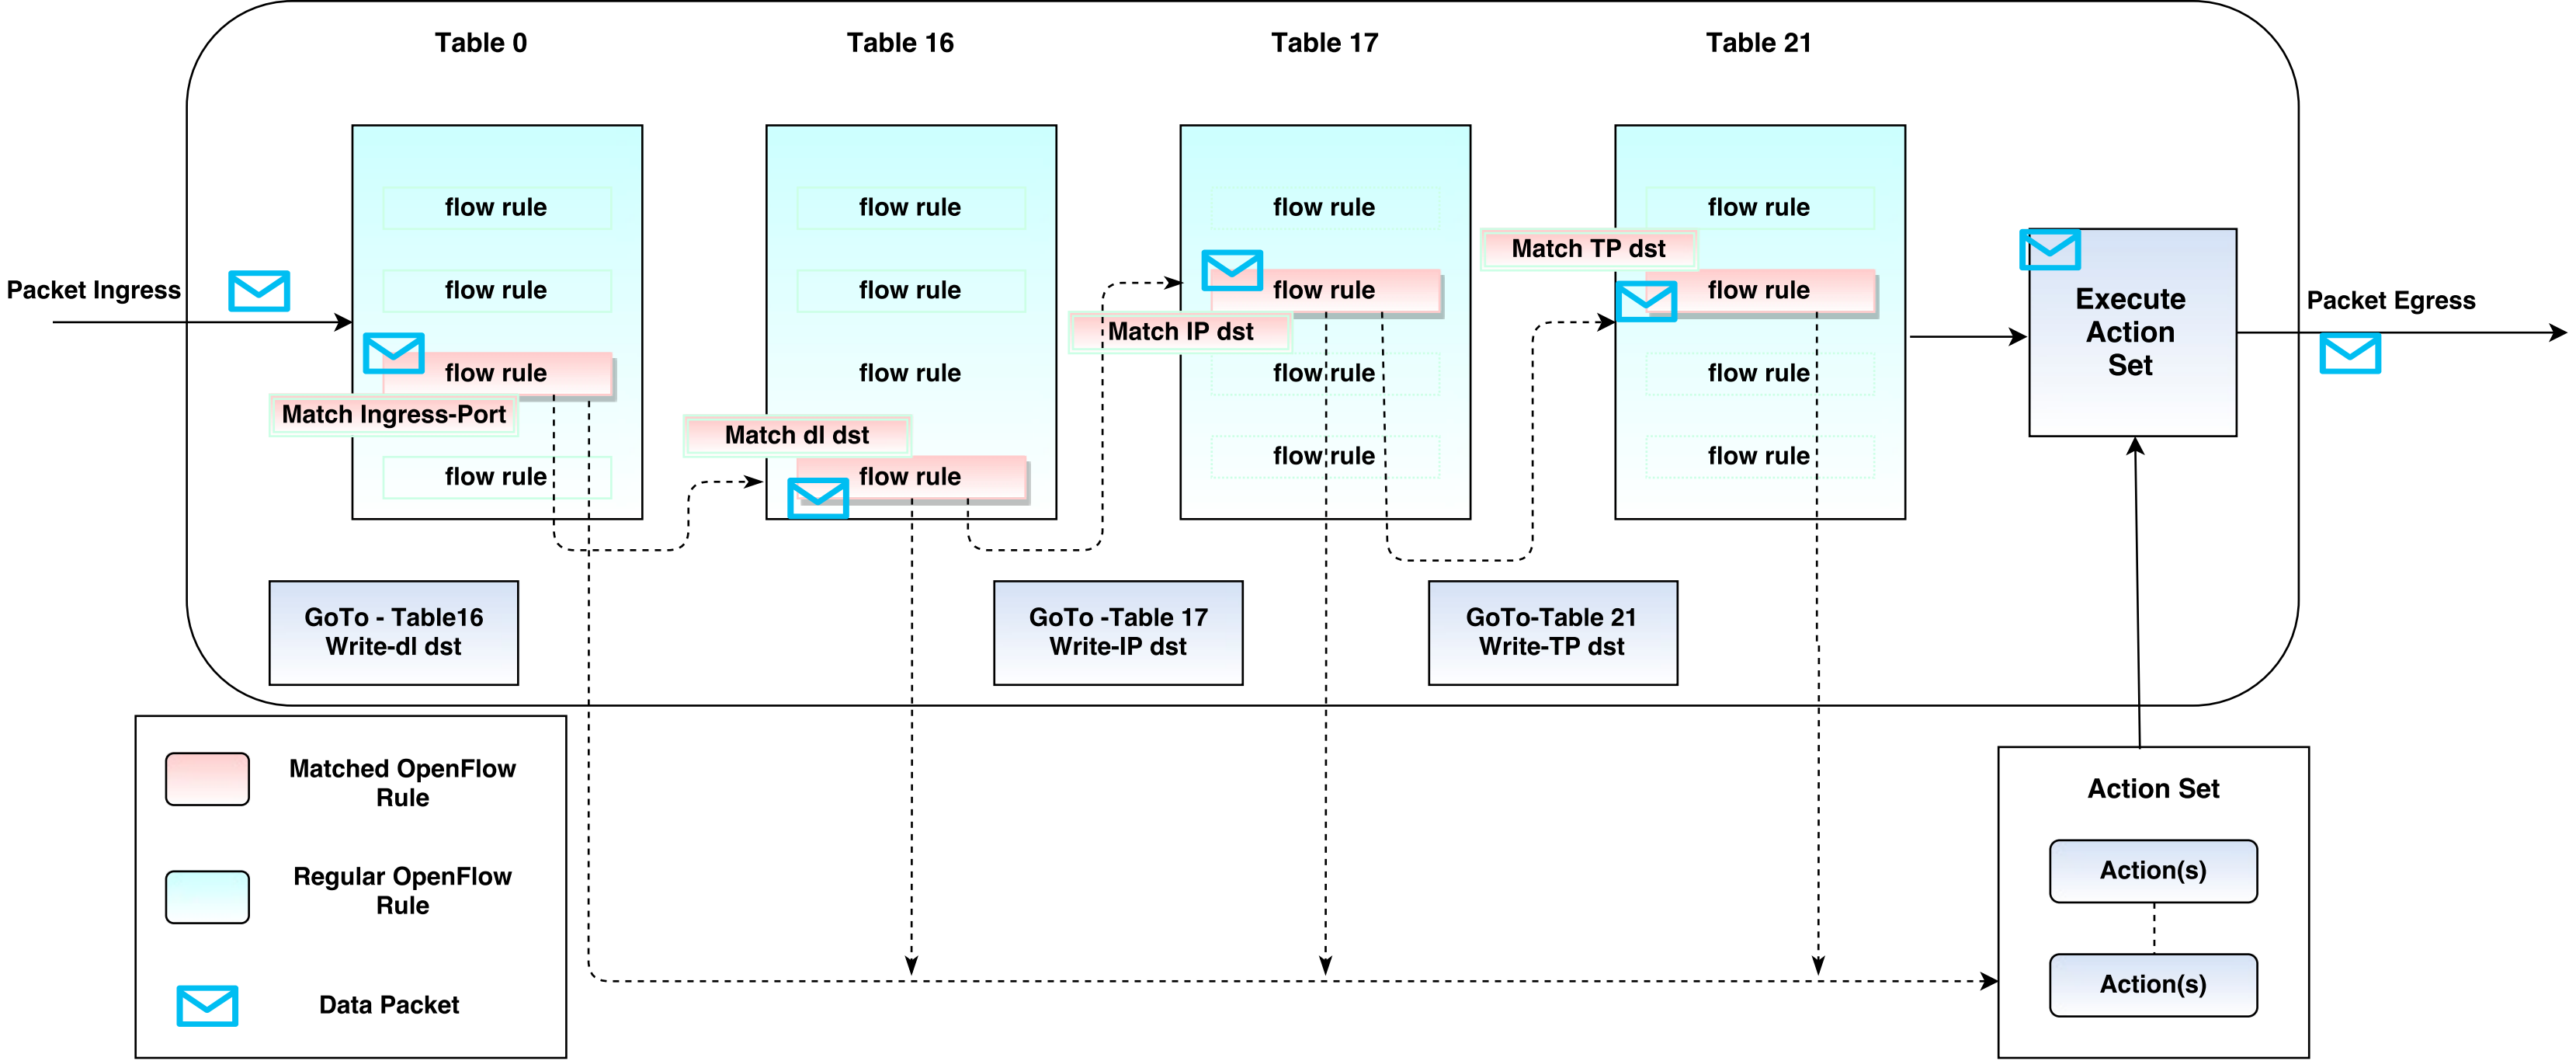 Table 0
Table 16
Table 17
Table 21
Packet Ingress
flow rule
flow rule
flow rule
Match Ingress-Port
flow rule
flow rule
flow rule
flow rule
Match dl dst
flow rule
flow rule
flow rule
Match IP dst
flow rule
flow rule
flow rule
Match TP dst
flow rule
flow rule
flow rule
Execute
Action
Set
Packet Egress
GoTo - Table16
Write-dl dst
GoTo -Table 17
Write-IP dst
GoTo-Table 21
Write-TP dst
Matched OpenFlow
Rule
Regular OpenFlow
Rule
Data Packet
Action Set
Action(s)
Action(s)